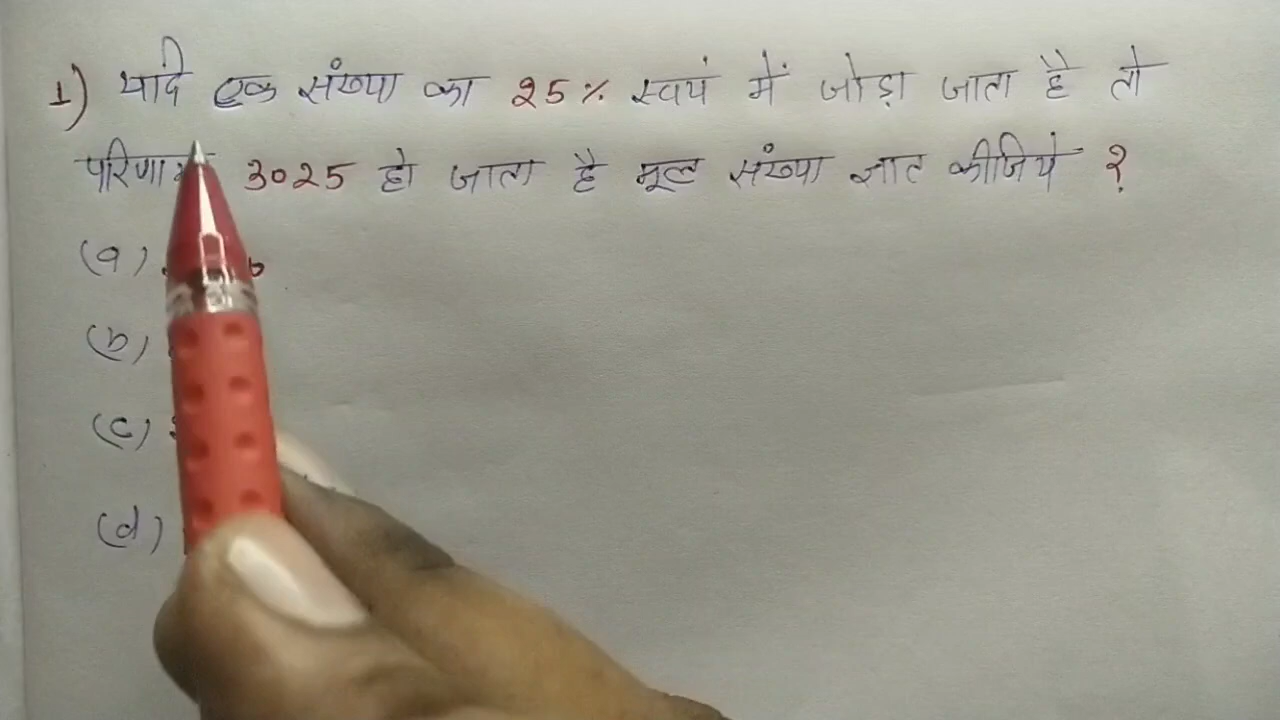 1) यदि एक संख्या का 25% स्वयं में जोड़ा जाता है तो
3025 हो जाता है मूल संख्या ज्ञात कीजिये ?
(a)
(b)
(c)
(d)